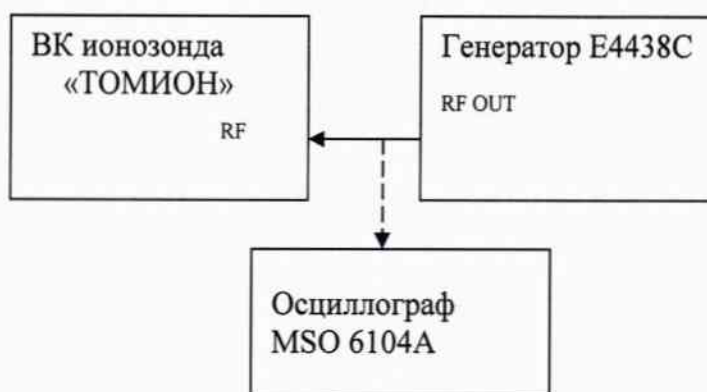 ВК ионозонда
«ТОМИОН»
RF
Генератор E4438C
RF OUT
Осциллограф
MSO 6104A